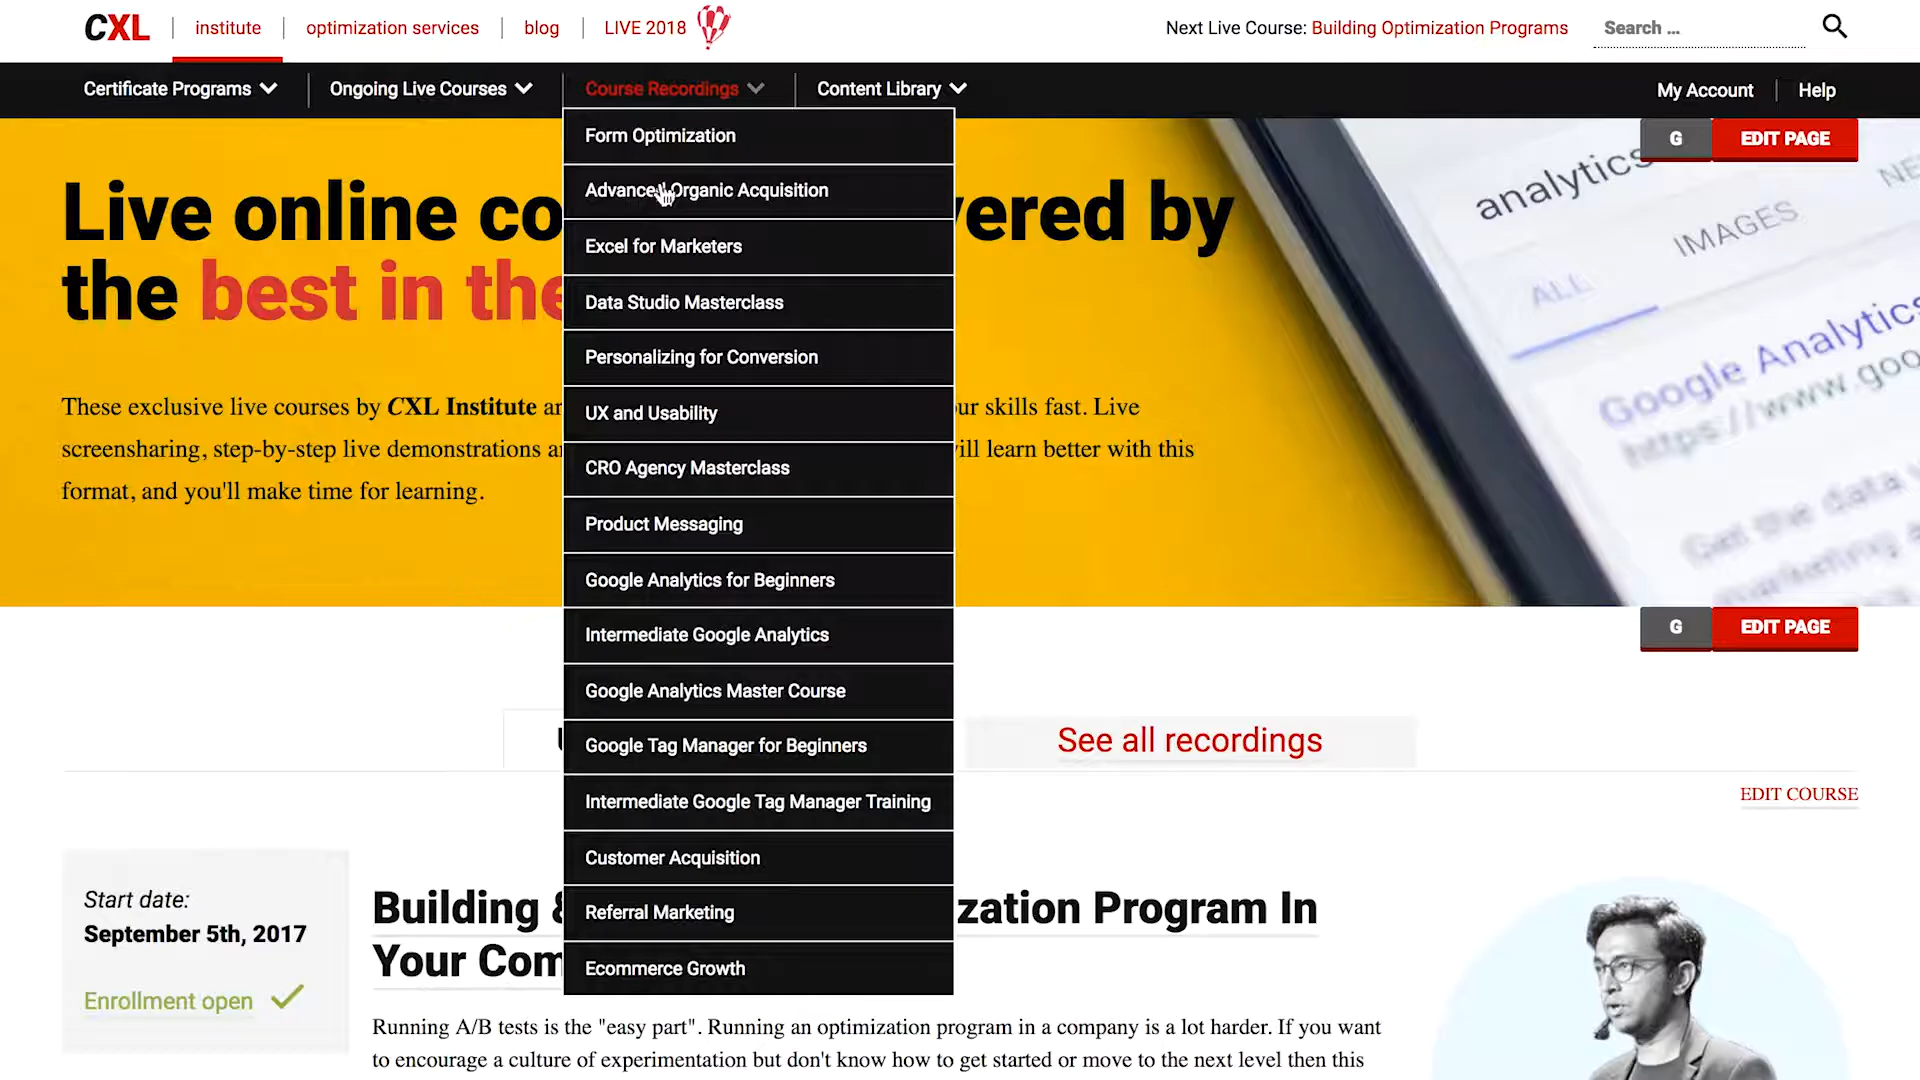 CXL
institute
optimization services
blog
LIVE 2018
Next Live Course: Building Optimization Programs
Search ...
Certificate Programs
Ongoing Live Courses
Course Recordings
Content Library
My Account
Help
Form Optimization
Advanced Organic Acquisition
Excel for Marketers
Data Studio Masterclass
Personalizing for Conversion
UX and Usability
CRO Agency Masterclass
Product Messaging
Google Analytics for Beginners
Intermediate Google Analytics
Google Analytics Master Course
Google Tag Manager for Beginners
Intermediate Google Tag Manager Training
Customer Acquisition
Referral Marketing
Ecommerce Growth
G EDIT PAGE
Live online co vered by
the best in the
These exclusive live courses by CXL Institute ur skills fast. Live
screensharing, step-by-step live demonstrations ill learn better with this
format, and you'll make time for learning.
analytics
IMAGES
ALL
Google Analytics
https://www.goo
Get the data
marketing
G EDIT PAGE
See all recordings
EDIT COURSE
Start date:
September 5th, 2017
Enrollment open
Building & zation Program In
Your Com
Running A/B tests is the "easy part". Running an optimization program in a company is a lot harder. If you want
to encourage a culture of experimentation but don't know how to get started or move to the next level then this